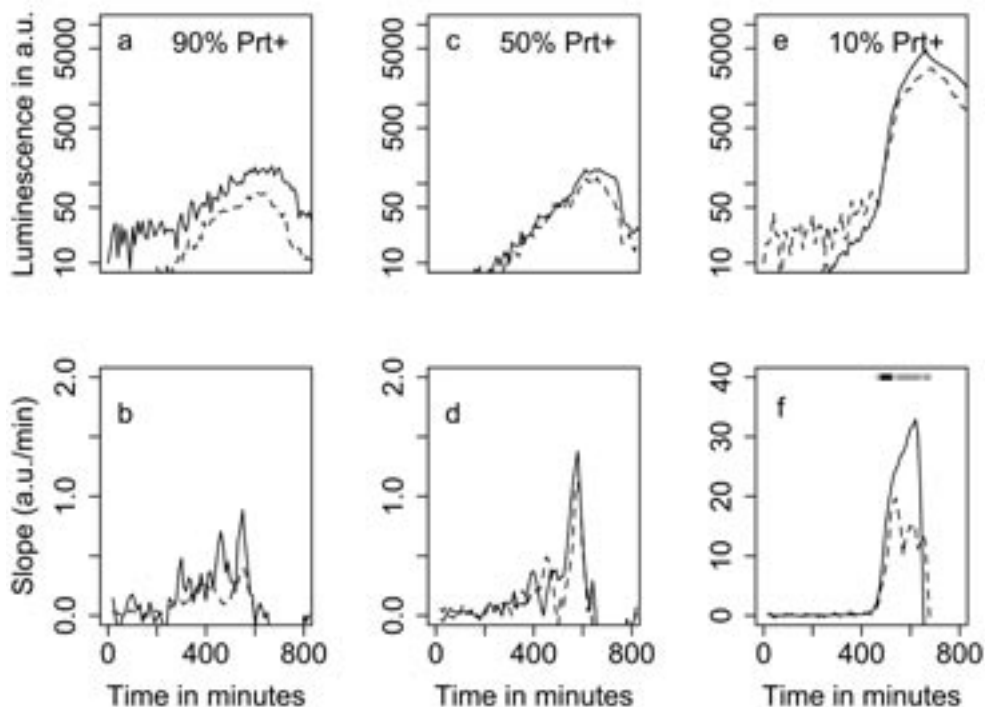 a 90% Prt+
c 50% Prt+
e 10% Prt+
Luminescence in a.u.
5000
500
50
10
5000
500
50
10
5000
500
50
10
b
d
f
Slope (a.u./min)
2.0
1.0
0.0
2.0
1.0
0.0
40
30
20
10
0
0 400 800
0 400 800
0 400 800
Time in minutes
Time in minutes
Time in minutes